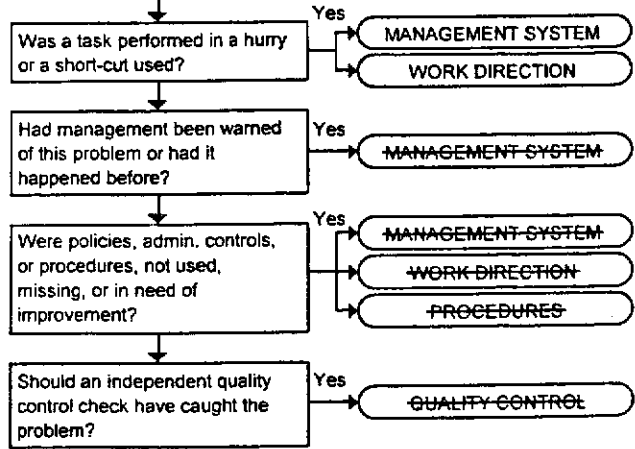 Was a task performed in a hurry
or a short-cut used?
Yes
MANAGEMENT SYSTEM
WORK DIRECTION
Had management been warned
of this problem or had it
happened before?
Yes
MANAGEMENT SYSTEM
Were policies, admin. controls,
or procedures, not used,
missing, or in need of
improvement?
Yes
MANAGEMENT SYSTEM
WORK DIRECTION
PROCEDURES
Should an independent quality
control check have caught the
problem?
Yes
QUALITY CONTROL